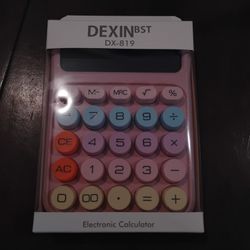 DEXINBST
DX-819
M- MRC √ %
7 8 9 ÷
CE 4 5 6 ×
AC 1 2 3 -
0 00 . = +
Electronic Calculator